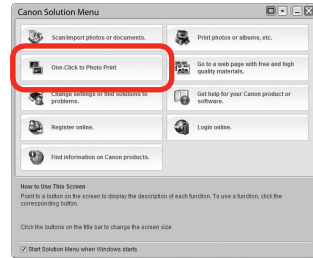 Canon Solution Menu
Scan/Import photos or documents.
Print photos or albums, etc.
One-Click to Photo Print
Go to a web page with free and high
quality materials.
Change settings or find solutions to
problems.
Get help for your Canon product or
software.
Register online.
Login online.
Find information on Canon products.
How to Use This Screen
Point to a button on the screen to display the description of each function. To use a function, click the
corresponding button.
Click the buttons on the title bar to change the screen size.
Start Solution Menu when Windows starts